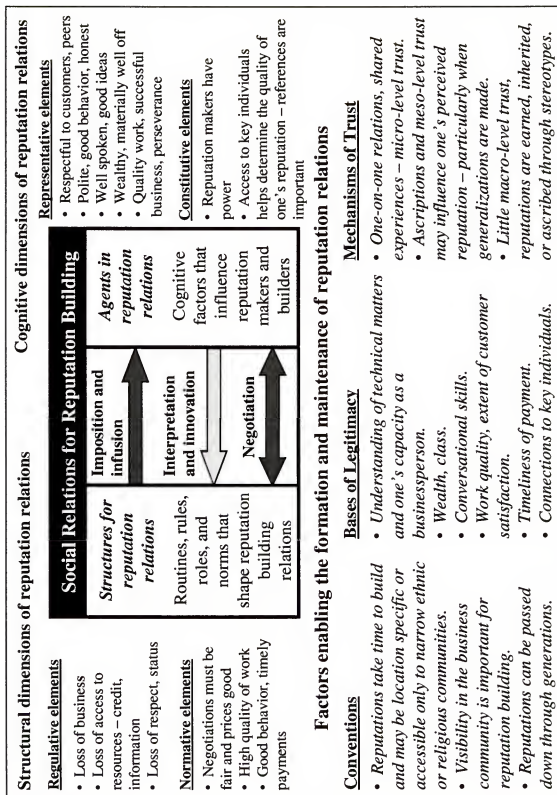 Structural dimensions of reputation relations
Cognitive dimensions of reputation relations
Regulative elements
• Loss of business
• Loss of access to
resources – credit,
information
• Loss of respect, status
Normative elements
• Negotiations must be
fair and prices good
• High quality of work
• Good behavior, timely
payments
Social Relations for Reputation Building
Structures for
reputation
relations
Routines, rules,
roles, and
norms that
shape reputation
building
relations
Imposition and
infusion
Interpretation
and innovation
Negotiation
Agents in
reputation
relations
Cognitive
factors that
influence
reputation
makers and
builders
Representative elements
• Respectful to customers, peers
• Polite, good behavior, honest
• Well spoken, good ideas
• Wealthy, materially well off
• Quality work, successful
business, perseverance
Constitutive elements
• Reputation makers have
power
• Access to key individuals
helps determine the quality of
one's reputation – references are
important
Factors enabling the formation and maintenance of reputation relations
Conventions
• Reputations take time to build
and may be location specific or
accessible only to narrow ethnic
or religious communities.
• Visibility in the business
community is important for
reputation building.
• Reputations can be passed
down through generations.
Bases of Legitimacy
• Understanding of technical matters
and one's capacity as a
businessperson.
• Wealth, class.
• Conversational skills.
• Work quality, extent of customer
satisfaction.
• Timeliness of payment.
• Connections to key individuals.
Mechanisms of Trust
• One-on-one relations, shared
experiences – micro-level trust.
• Ascriptions and meso-level trust
may influence one's perceived
reputation – particularly when
generalizations are made.
• Little macro-level trust,
reputations are earned, inherited,
or ascribed through stereotypes.